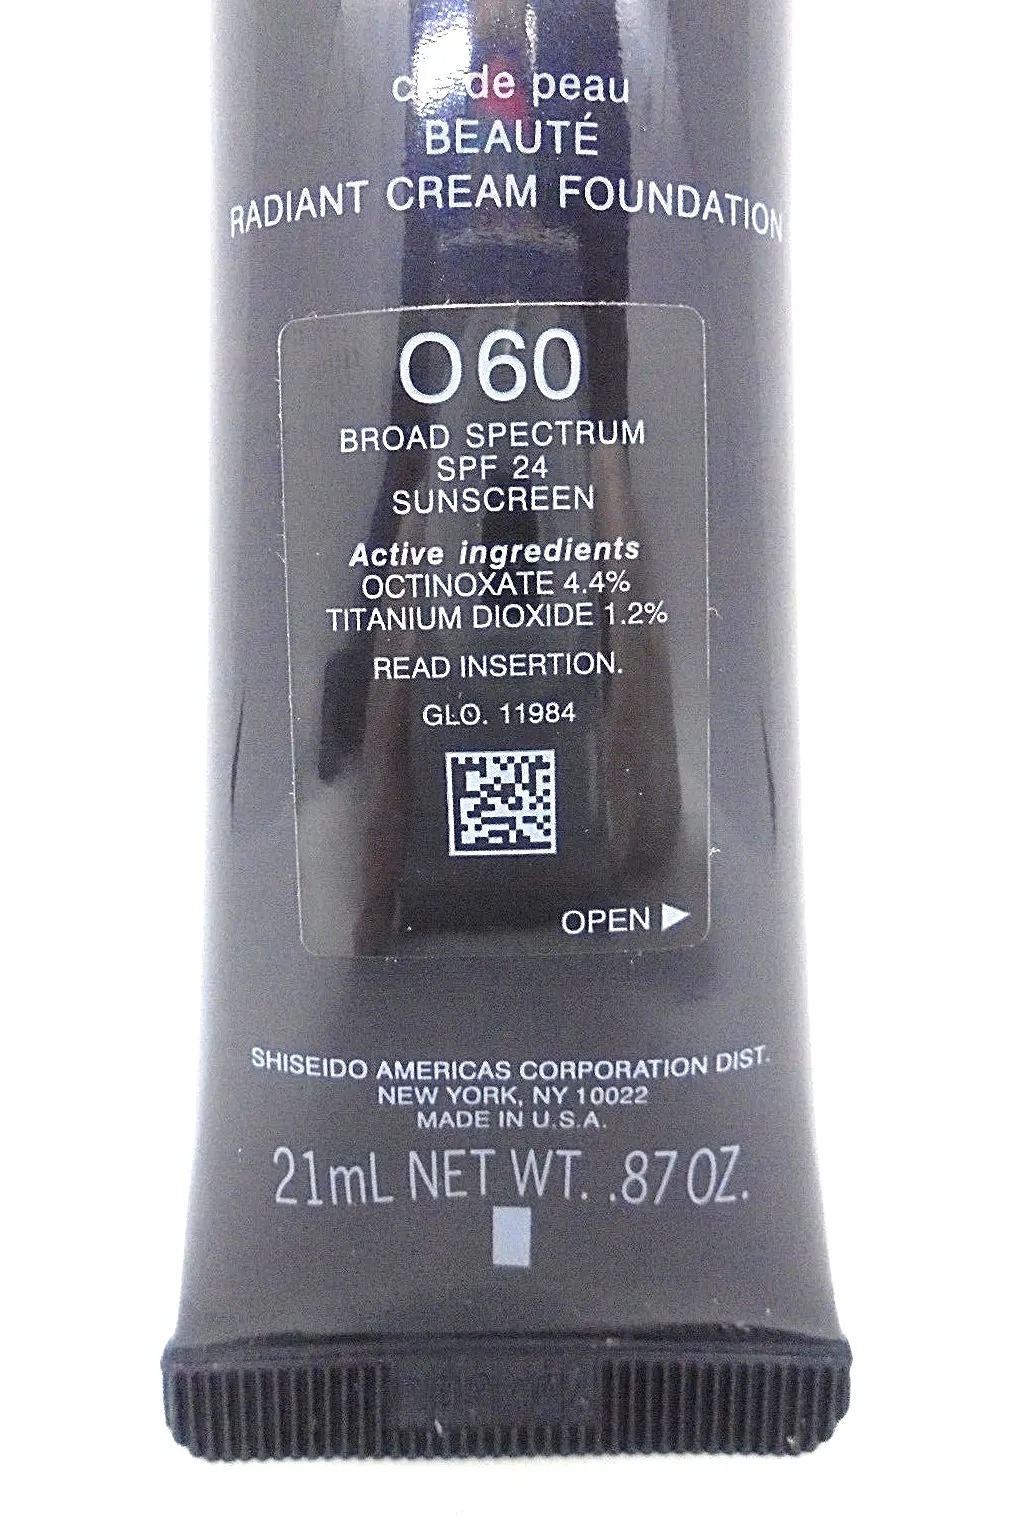 de peau
BEAUTÉ
RADIANT CREAM FOUNDATION
O 60
BROAD SPECTRUM
SPF 24
SUNSCREEN
Active ingredients
OCTINOXATE 4.4%
TITANIUM DIOXIDE 1.2%
READ INSERTION.
GLO. 11984
OPEN ▶
SHISEIDO AMERICAS CORPORATION DIST.
NEW YORK, NY 10022
MADE IN U.S.A.
21mL NET WT. .87 OZ.